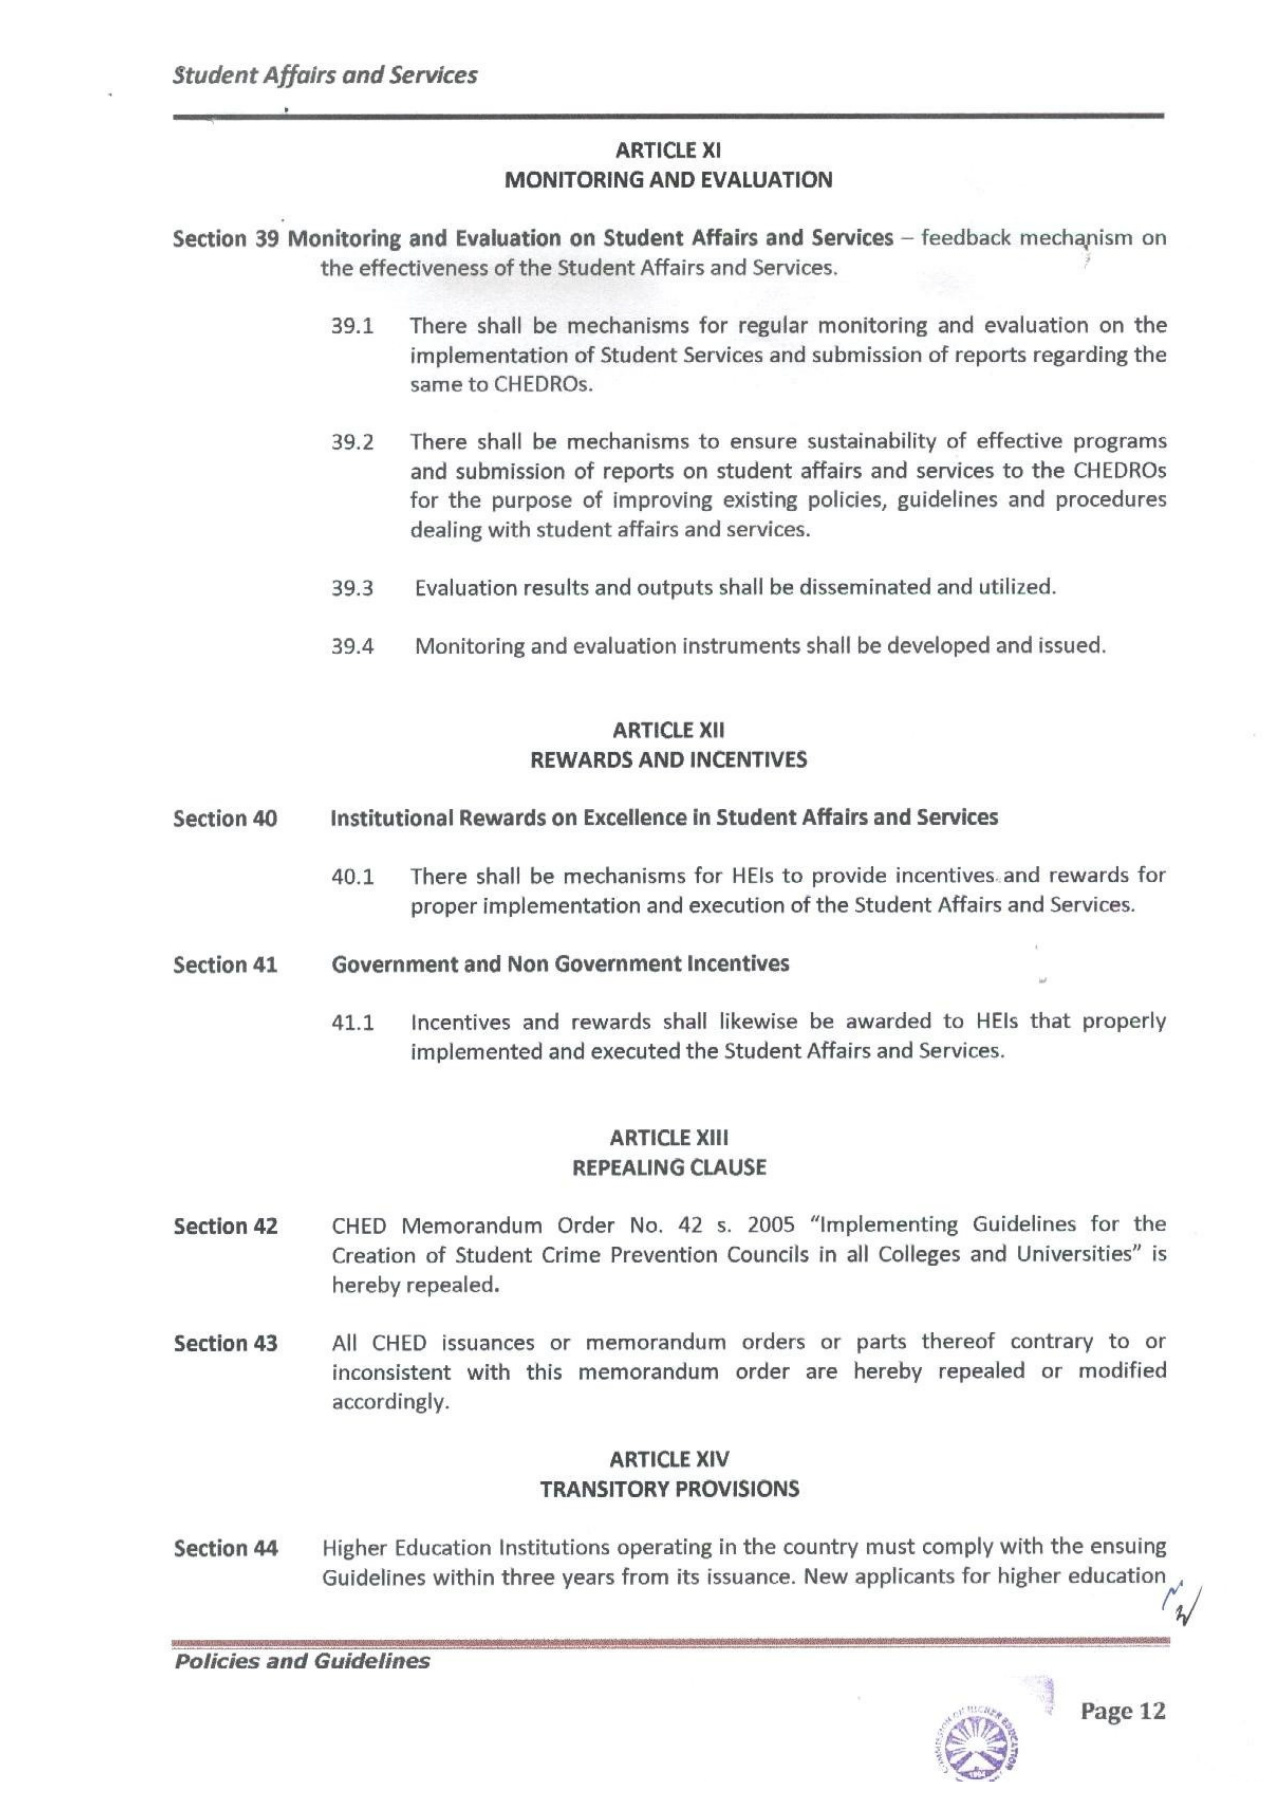 Student Affairs and Services
ARTICLE XI
MONITORING AND EVALUATION
Section 39 Monitoring and Evaluation on Student Affairs and Services – feedback mechanism on
the effectiveness of the Student Affairs and Services.
39.1 There shall be mechanisms for regular monitoring and evaluation on the
implementation of Student Services and submission of reports regarding the
same to CHEDROs.
39.2 There shall be mechanisms to ensure sustainability of effective programs
and submission of reports on student affairs and services to the CHEDROs
for the purpose of improving existing policies, guidelines and procedures
dealing with student affairs and services.
39.3 Evaluation results and outputs shall be disseminated and utilized.
39.4 Monitoring and evaluation instruments shall be developed and issued.
ARTICLE XII
REWARDS AND INCENTIVES
Section 40 Institutional Rewards on Excellence in Student Affairs and Services
40.1 There shall be mechanisms for HEIs to provide incentives and rewards for
proper implementation and execution of the Student Affairs and Services.
Section 41 Government and Non Government Incentives
41.1 Incentives and rewards shall likewise be awarded to HEIs that properly
implemented and executed the Student Affairs and Services.
ARTICLE XIII
REPEALING CLAUSE
Section 42 CHED Memorandum Order No. 42 s. 2005 “Implementing Guidelines for the
Creation of Student Crime Prevention Councils in all Colleges and Universities” is
hereby repealed.
Section 43 All CHED issuances or memorandum orders or parts thereof contrary to or
inconsistent with this memorandum order are hereby repealed or modified
accordingly.
ARTICLE XIV
TRANSITORY PROVISIONS
Section 44 Higher Education Institutions operating in the country must comply with the ensuing
Guidelines within three years from its issuance. New applicants for higher education
Policies and Guidelines
Page 12
COMMISSION OF HIGHER EDUCATION
1994